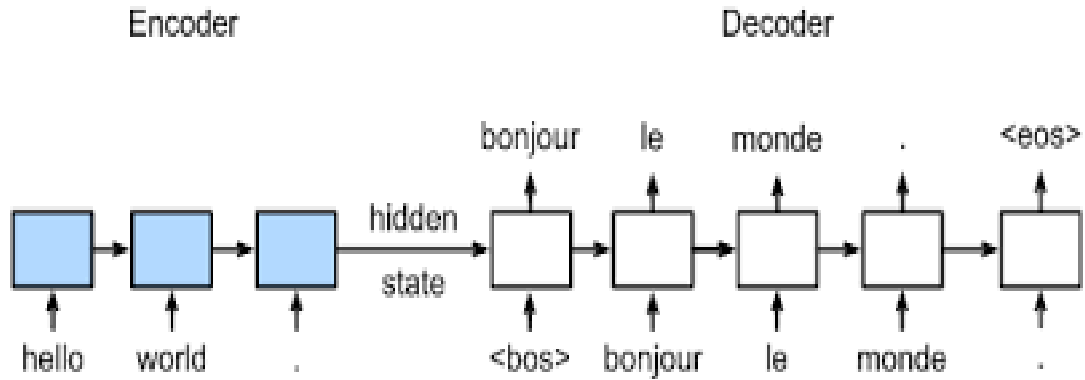 Encoder Decoder
bonjour le monde . <eos>
hidden
state
hello world . <bos> bonjour le monde .